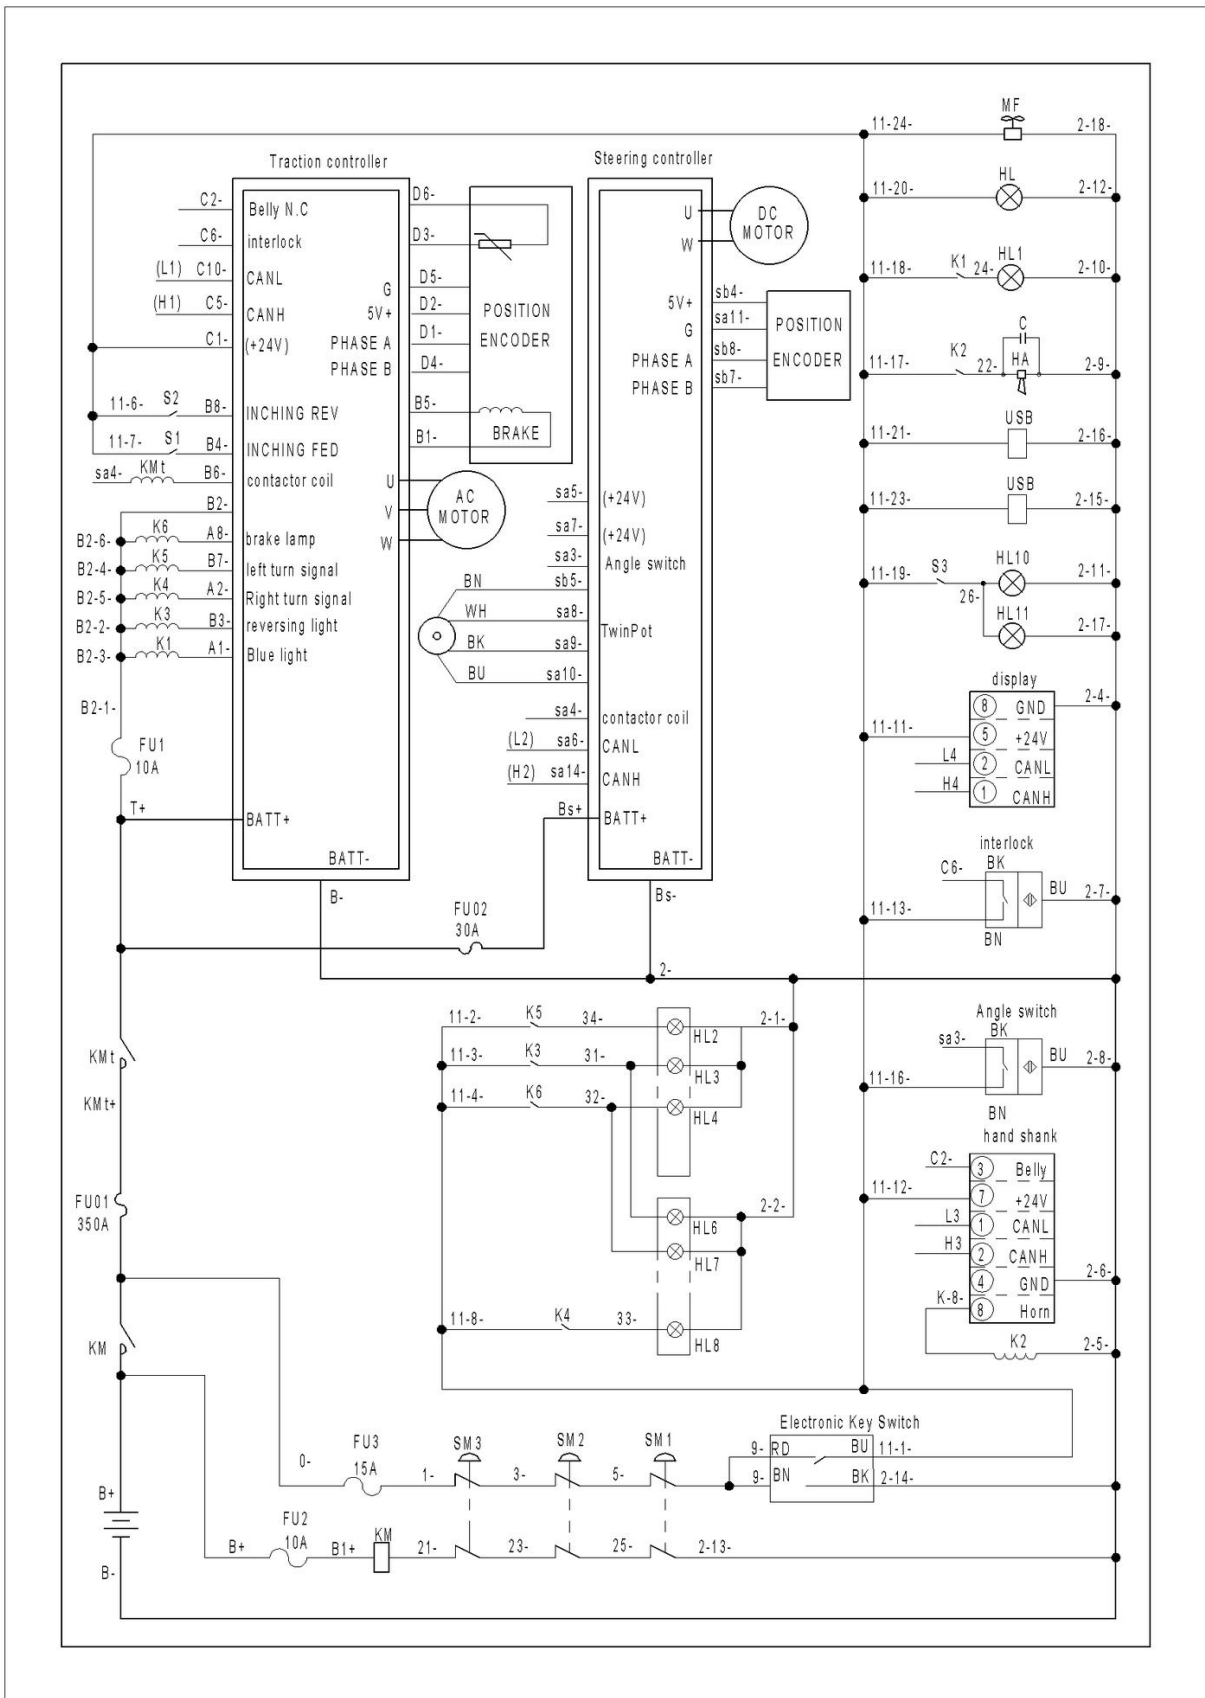 MF
11-24-
2-18-
Traction controller
Steering controller
C2-
Belly N.C
D6-
U
DC
MOTOR
W
11-20-
HL
2-12-
C6-
interlock
D3-
(L1) C10-
CANL
G
D5-
11-18-
K1
24-
HL1
2-10-
(H1) C5-
CANH
5V+
D2-
POSITION
ENCODER
5V+
sb4-
G
sa11-
POSITION
ENCODER
C1-
(+24V)
PHASE A
D1-
PHASE A
sb8-
PHASE B
D4-
PHASE B
sb7-
C
11-17-
K2
22-
HA
2-9-
11-6-
S2
B8-
INCHING REV
B5-
BRAKE
11-7-
S1
B4-
INCHING FED
B1-
USB
11-21-
2-16-
sa4-
KMt
B6-
contactor coil
U
AC
MOTOR
V
W
sa5-
(+24V)
USB
11-23-
2-15-
B2-
sa7-
(+24V)
B2-6-
K6
A8-
brake lamp
sa3-
Angle switch
B2-4-
K5
B7-
left turn signal
BN
sb5-
11-19-
S3
26-
HL10
2-11-
B2-5-
K4
A2-
Right turn signal
WH
sa8-
TwinPot
B2-2-
K3
B3-
reversing light
BK
sa9-
HL11
2-17-
B2-3-
K1
A1-
Blue light
BU
sa10-
B2-1-
sa4-
contactor coil
display
8
GND
2-4-
FU1
10A
(L2) sa6-
CANL
11-11-
5
+24V
L4
2
CANL
(H2) sa14-
CANH
H4
1
CANH
T+
BATT+
Bs+
BATT+
BATT-
BATT-
B-
Bs-
interlock
C6-
BK
BU
2-7-
11-13-
BN
FU02
30A
2-
Angle switch
sa3-
BK
BU
2-8-
11-16-
BN
KMt
KMt+
11-2-
K5
34-
HL2
2-1-
11-3-
K3
31-
HL3
11-4-
K6
32-
HL4
hand shank
C2-
3
Belly
11-12-
7
+24V
L3
1
CANL
H3
2
CANH
4
GND
2-6-
K-8-
8
Horn
K2
2-5-
FU01
350A
HL6
2-2-
HL7
11-8-
K4
33-
HL8
KM
Electronic Key Switch
0-
FU3
15A
1-
SM3
3-
SM2
5-
SM1
9-
RD
BU
11-1-
9-
BN
BK
2-14-
B+
B-
B+
FU2
10A
B1+
KM
21-
23-
25-
2-13-